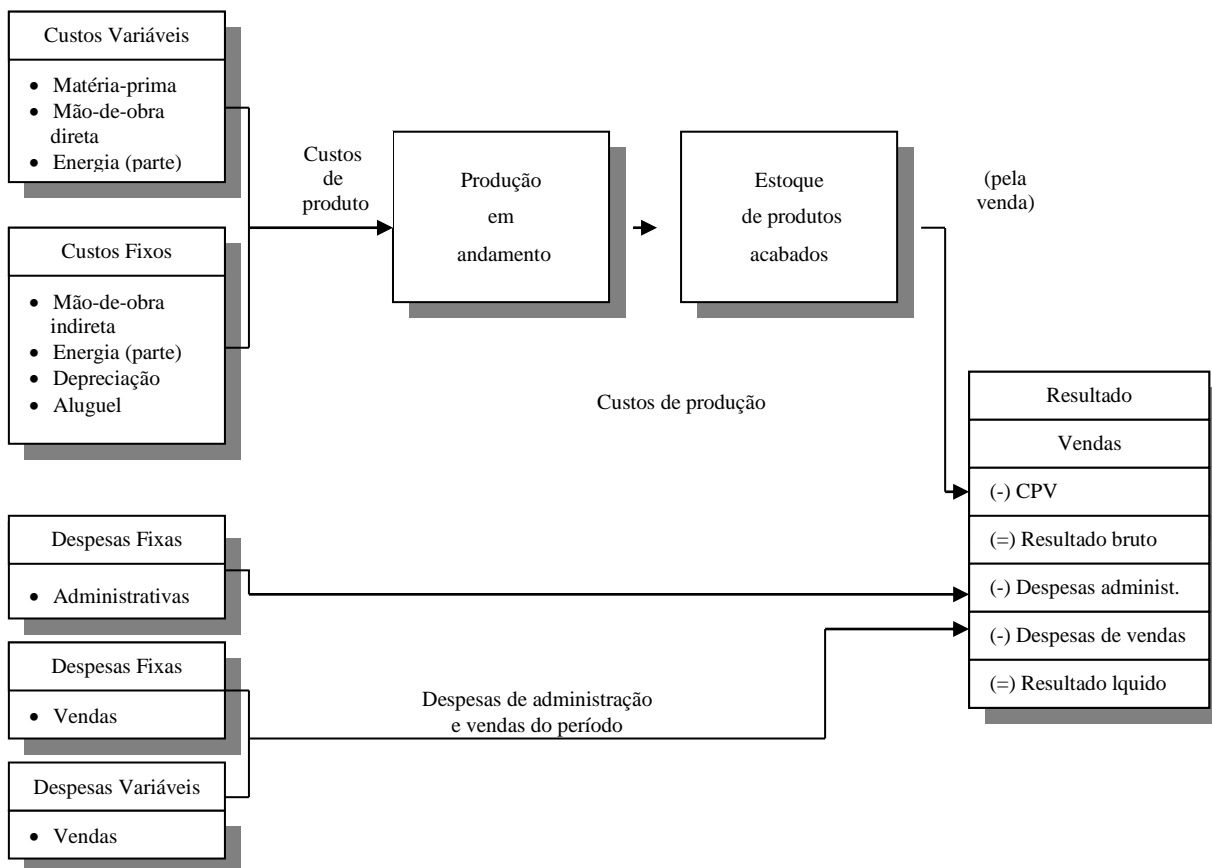 Custos Variáveis
• Matéria-prima
• Mão-de-obra
direta
• Energia (parte)
Custos Fixos
• Mão-de-obra
indireta
• Energia (parte)
• Depreciação
• Aluguel
Custos
de
produto
Produção
em
andamento
Estoque
de produtos
acabados
(pela
venda)
Custos de produção
Resultado
Vendas
(-) CPV
(=) Resultado bruto
(-) Despesas administ.
(-) Despesas de vendas
(=) Resultado lquido
Despesas Fixas
• Administrativas
Despesas Fixas
• Vendas
Despesas de administração
e vendas do período
Despesas Variáveis
• Vendas